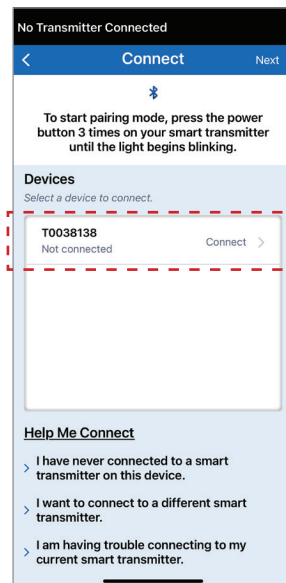 No Transmitter Connected
Connect
Next
To start pairing mode, press the power
button 3 times on your smart transmitter
until the light begins blinking.
Devices
Select a device to connect.
T0038138
Not connected
Connect
Help Me Connect
I have never connected to a smart
transmitter on this device.
I want to connect to a different smart
transmitter.
I am having trouble connecting to my
current smart transmitter.